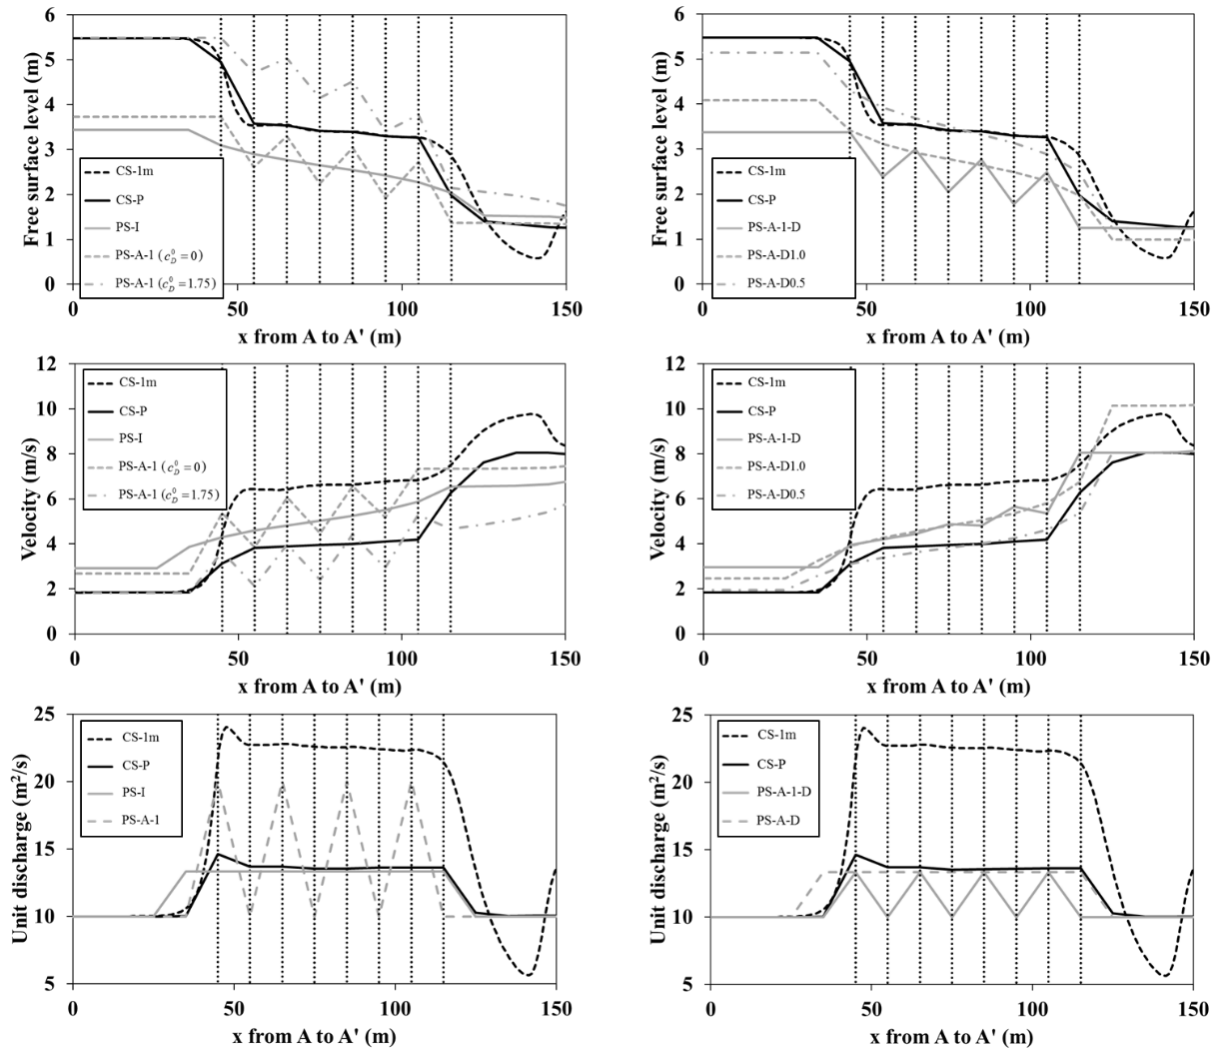 6
5
4
3
2
1
0
Free surface level (m)
CS-1m
CS-P
PS-I
PS-A-1 ($c_D^0=0$)
PS-A-1 ($c_D^0=1.75$)
0
50
100
150
x from A to A' (m)
6
5
4
3
2
1
0
Free surface level (m)
CS-1m
CS-P
PS-A-1-D
PS-A-D1.0
PS-A-D0.5
0
50
100
150
x from A to A' (m)
12
10
8
6
4
2
0
Velocity (m/s)
CS-1m
CS-P
PS-I
PS-A-1 ($c_D^0=0$)
PS-A-1 ($c_D^0=1.75$)
0
50
100
150
x from A to A' (m)
12
10
8
6
4
2
0
Velocity (m/s)
CS-1m
CS-P
PS-A-1-D
PS-A-D1.0
PS-A-D0.5
0
50
100
150
x from A to A' (m)
25
20
15
10
5
Unit discharge (m²/s)
CS-1m
CS-P
PS-I
PS-A-1
0
50
100
150
x from A to A' (m)
25
20
15
10
5
Unit discharge (m²/s)
CS-1m
CS-P
PS-A-1-D
PS-A-D
0
50
100
150
x from A to A' (m)